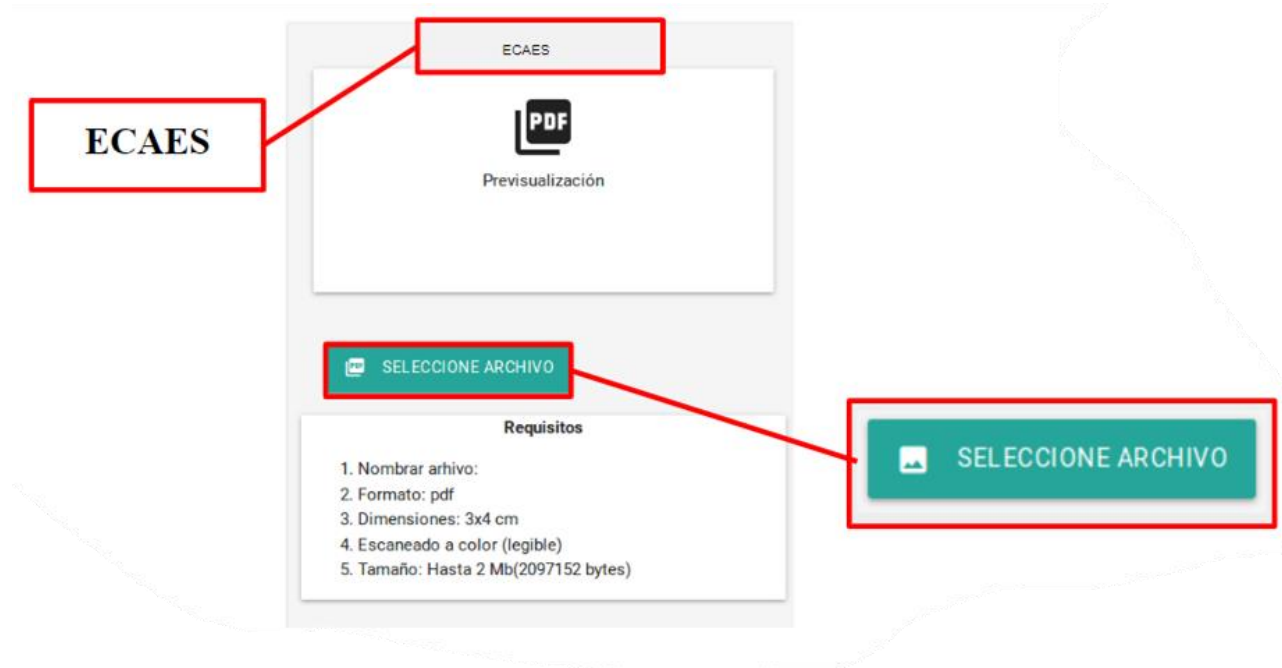 ECAES
ECAES
PDF
Previsualización
PDF SELECCIONE ARCHIVO
SELECCIONE ARCHIVO
Requisitos
1. Nombrar arhivo:
2. Formato: pdf
3. Dimensiones: 3x4 cm
4. Escaneado a color (legible)
5. Tamaño: Hasta 2 Mb(2097152 bytes)